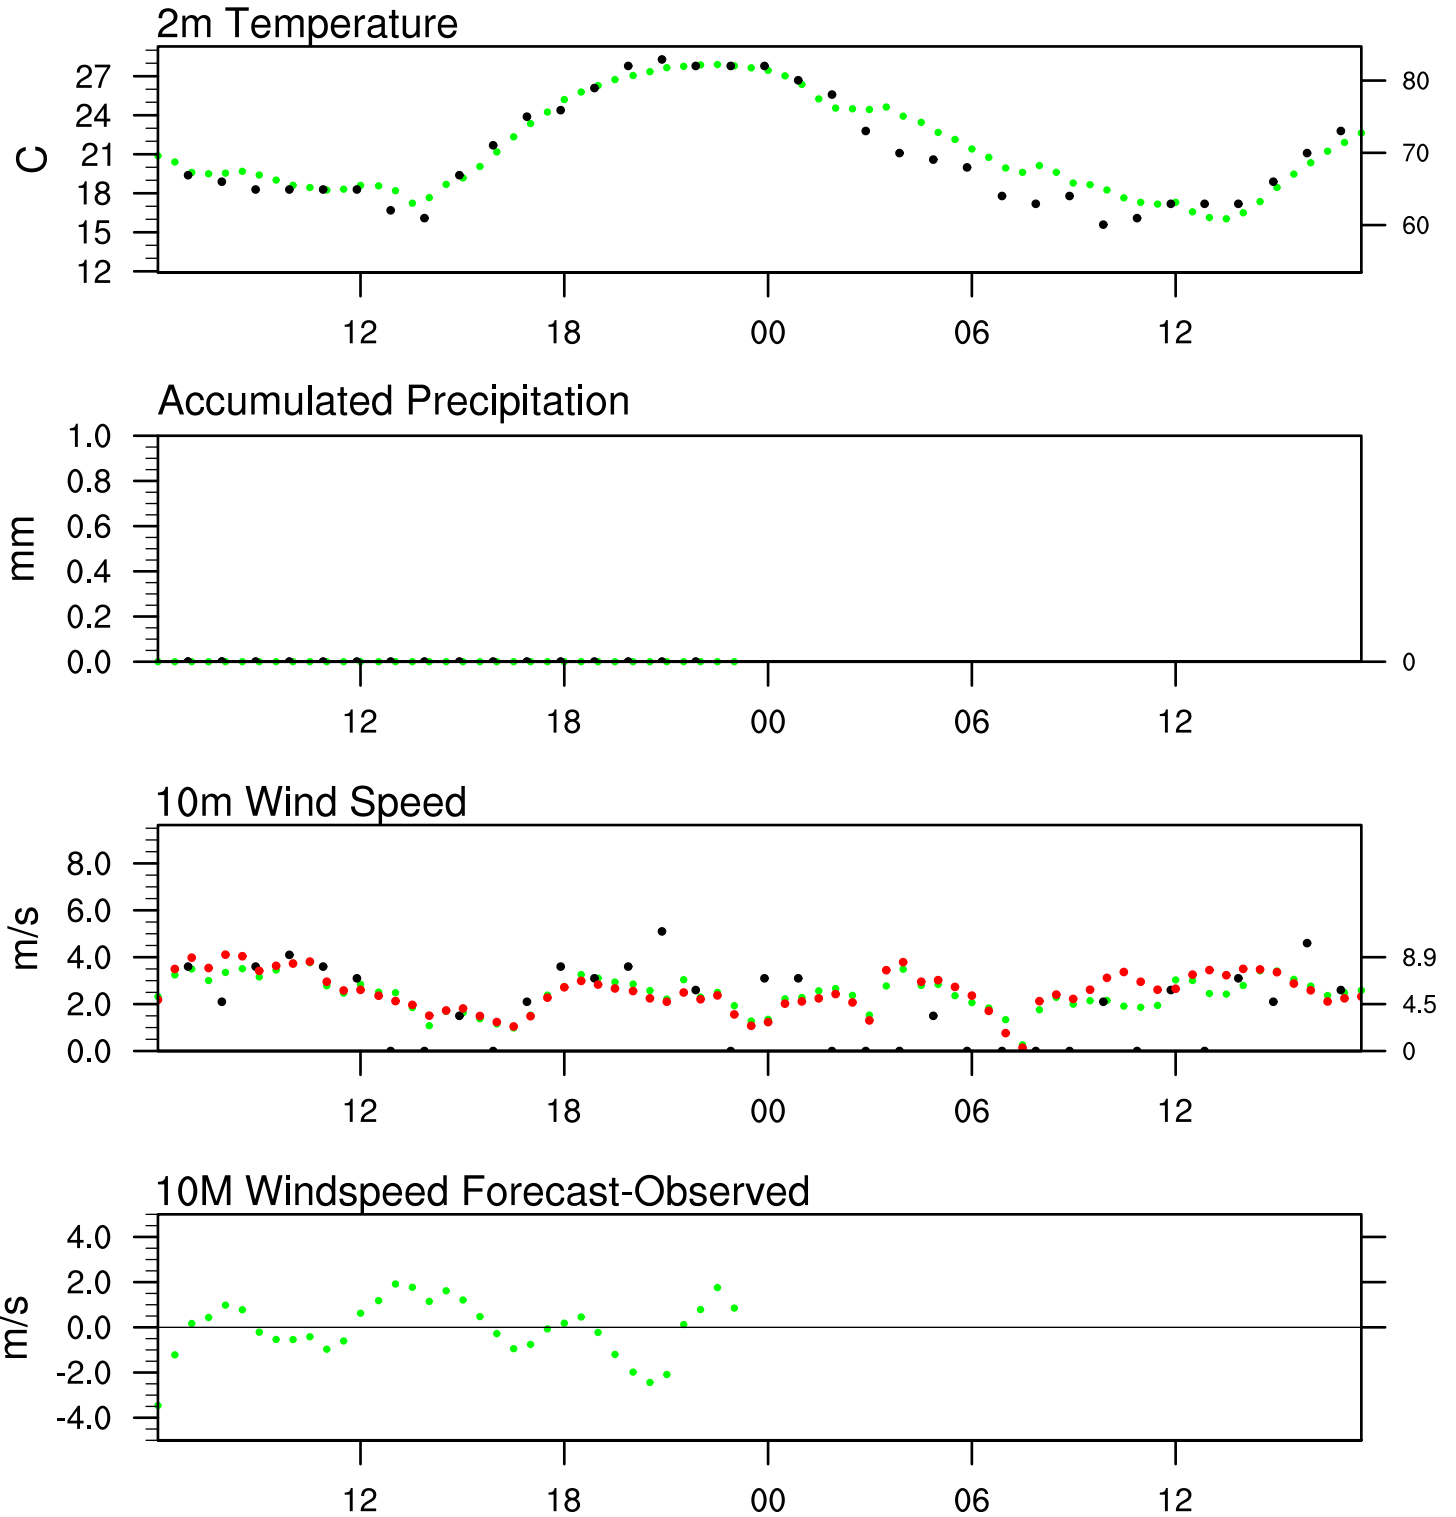 2m Temperature
27
24
21
18
15
12
C
80
70
60
12 18 00 06 12
Accumulated Precipitation
1.0
0.8
0.6
0.4
0.2
0.0
mm
0
12 18 00 06 12
10m Wind Speed
8.0
6.0
4.0
2.0
0.0
m/s
8.9
4.5
0
12 18 00 06 12
10M Windspeed Forecast-Observed
4.0
2.0
0.0
-2.0
-4.0
m/s
12 18 00 06 12